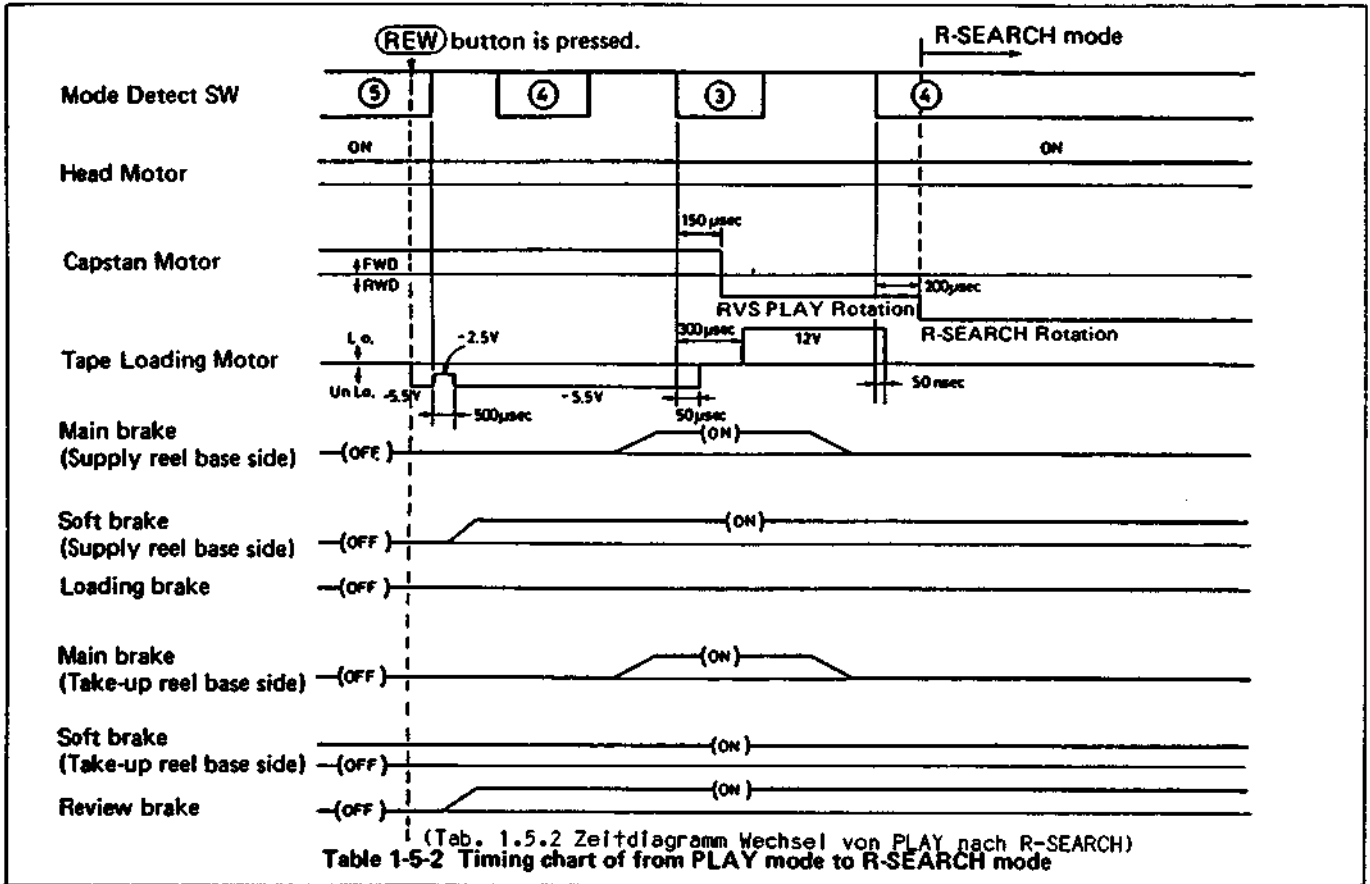 REW button is pressed.
R-SEARCH mode
Mode Detect SW
⑤ ④ ③ ④
ON ON
Head Motor
150 μsec
Capstan Motor
FWD
RWD
200μsec
RVS PLAY Rotation
R-SEARCH Rotation
300μsec
12V
Lo.
-2.5V
Tape Loading Motor
Un Lo. -5.5V
-5.5V
50 nsec
500μsec
50μsec
Main brake
(Supply reel base side) (OFF) (ON)
Soft brake
(Supply reel base side) (OFF) (ON)
Loading brake (OFF)
Main brake
(Take-up reel base side) (OFF) (ON)
Soft brake
(Take-up reel base side) (OFF) (ON)
Review brake (OFF) (ON)
(Tab. 1.5.2 Zeitdiagramm Wechsel von PLAY nach R-SEARCH)
Table 1-5-2 Timing chart of from PLAY mode to R-SEARCH mode